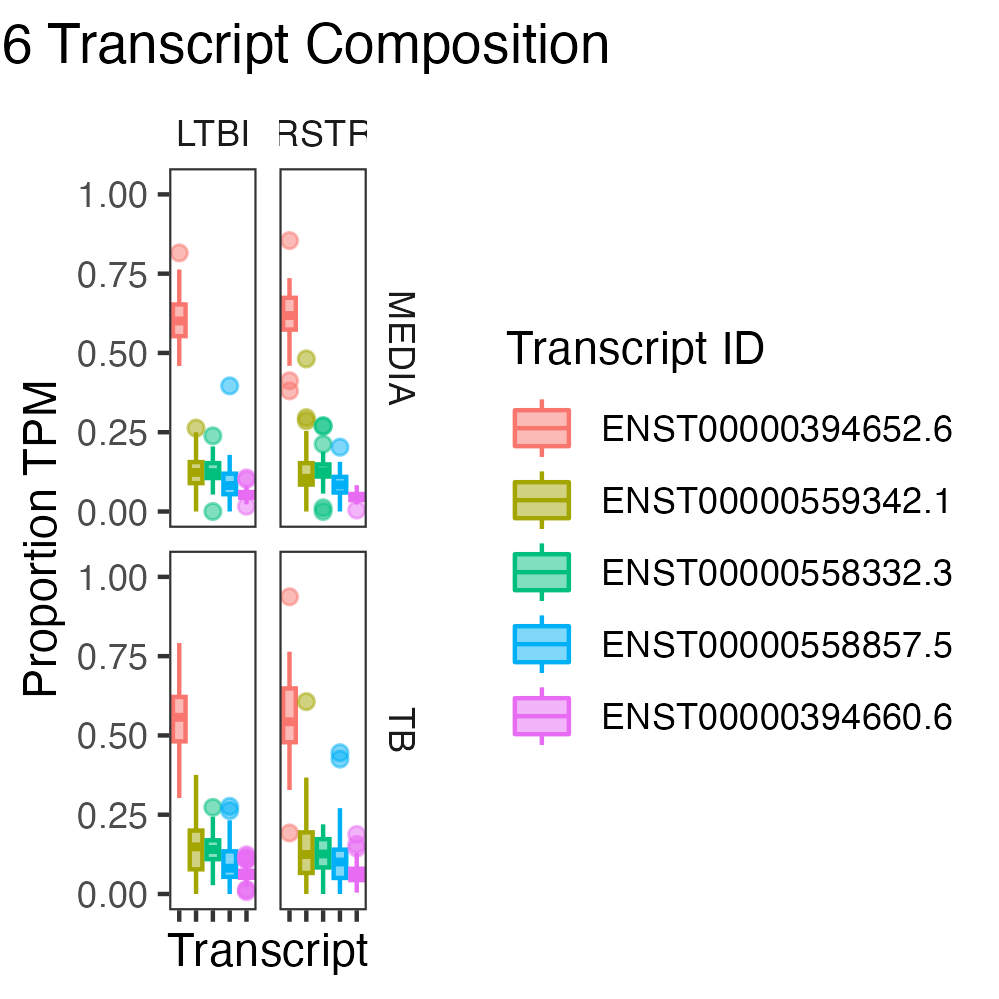 6 Transcript Composition
LTBI
RSTR
1.00
0.75
0.50
0.25
0.00
MEDIA
1.00
0.75
0.50
0.25
0.00
TB
Proportion TPM
Transcript
Transcript ID
ENST00000394652.6
ENST00000559342.1
ENST00000558332.3
ENST00000558857.5
ENST00000394660.6